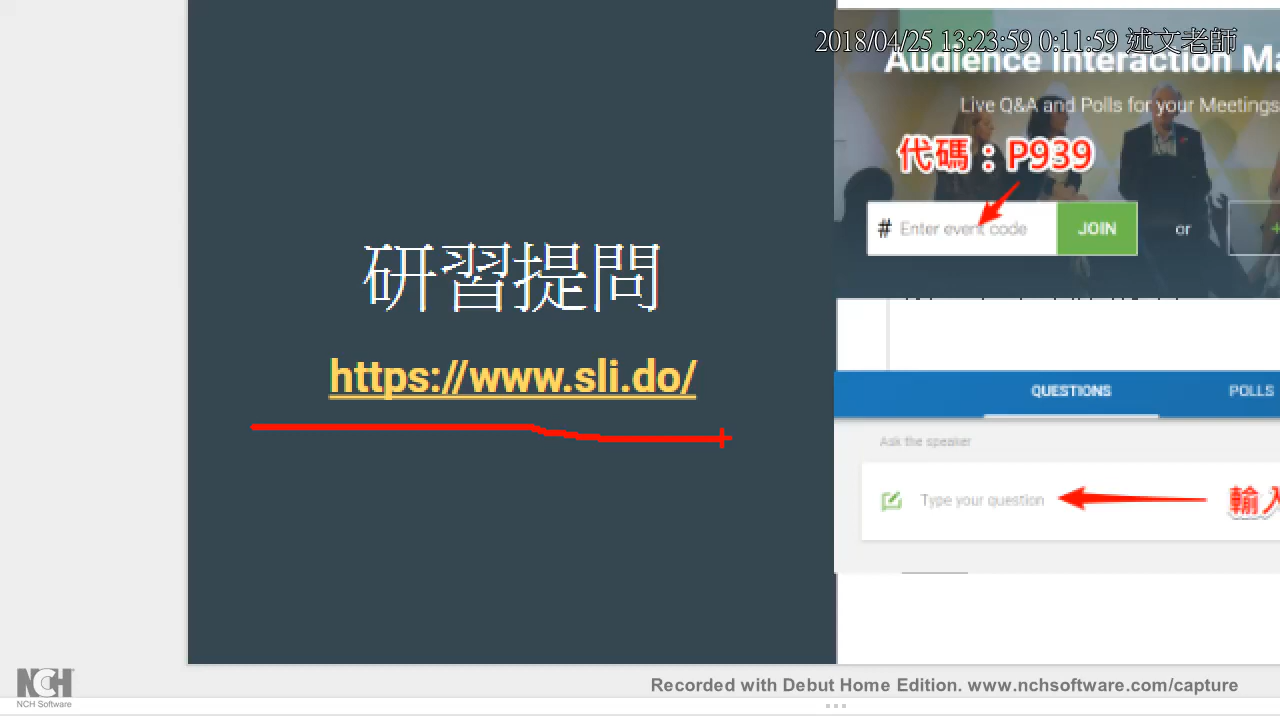 2018/04/25 13:23:59 0:11:59 述文老師
Audience Interaction Ma
Live Q&A and Polls for your Meetings
代碼：P939
# Enter event code
JOIN
or
研習提問
https://www.sli.do/
QUESTIONS
POLLS
Ask the speaker
Type your question
輸入
NCH
NCH Software
Recorded with Debut Home Edition. www.nchsoftware.com/capture